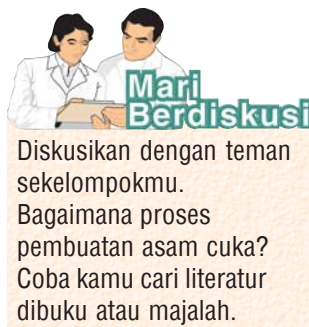 Mari
Berdiskusi
Diskusikan dengan teman
sekelompokmu.
Bagaimana proses
pembuatan asam cuka?
Coba kamu cari literatur
dibuku atau majalah.